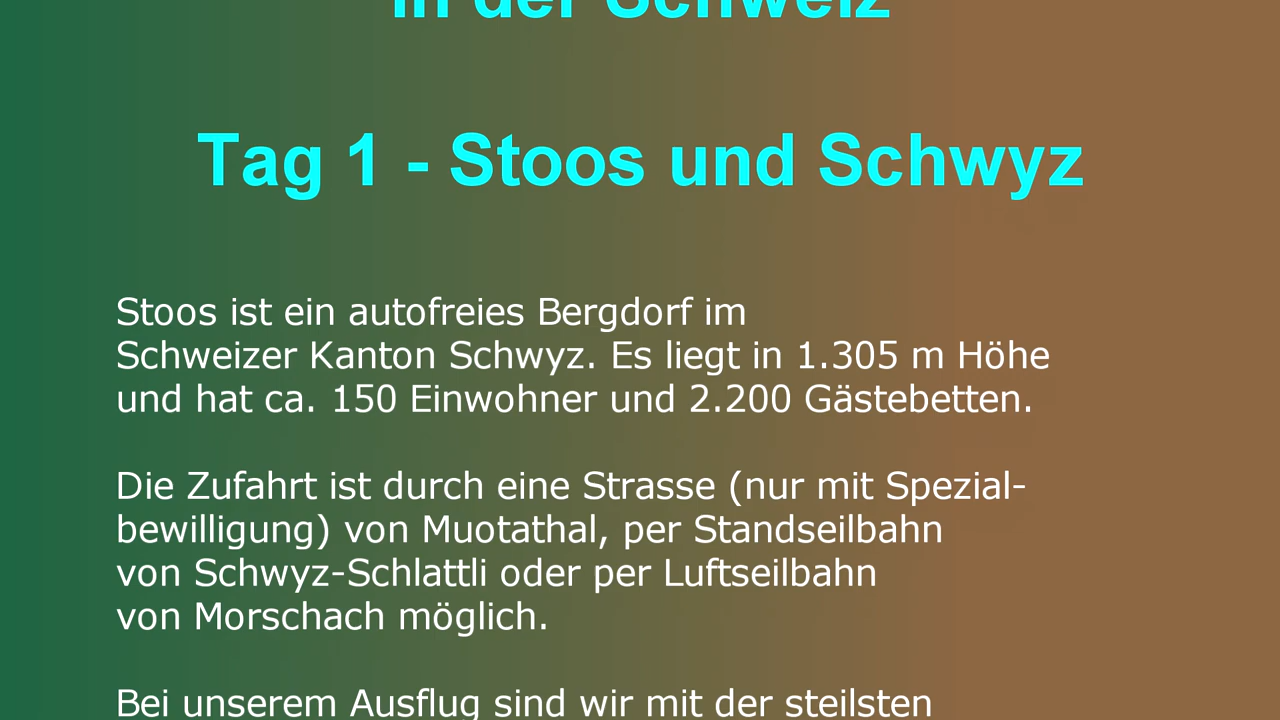 in der Schweiz
Tag 1 - Stoos und Schwyz
Stoos ist ein autofreies Bergdorf im
Schweizer Kanton Schwyz. Es liegt in 1.305 m Höhe
und hat ca. 150 Einwohner und 2.200 Gästebetten.
Die Zufahrt ist durch eine Strasse (nur mit Spezial-
bewilligung) von Muotathal, per Standseilbahn
von Schwyz-Schlattli oder per Luftseilbahn
von Morschach möglich.
Bei unserem Ausflug sind wir mit der steilsten